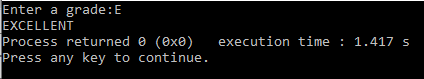 Enter a grade:E
EXCELLENT
Process returned 0 (0x0)   execution time : 1.417 s
Press any key to continue.